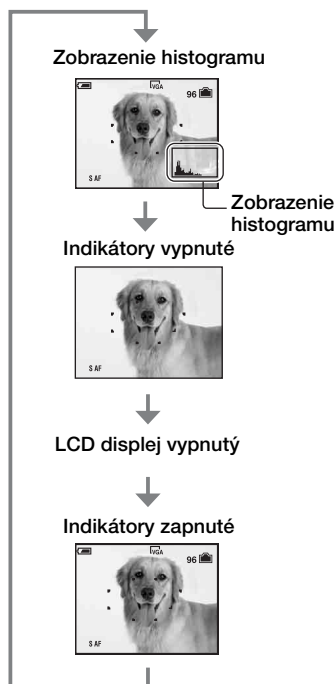 Zobrazenie histogramu
VGA
96
S AF
Zobrazenie
histogramu
Indikátory vypnuté
S AF
LCD displej vypnutý
Indikátory zapnuté
VGA
96
S AF